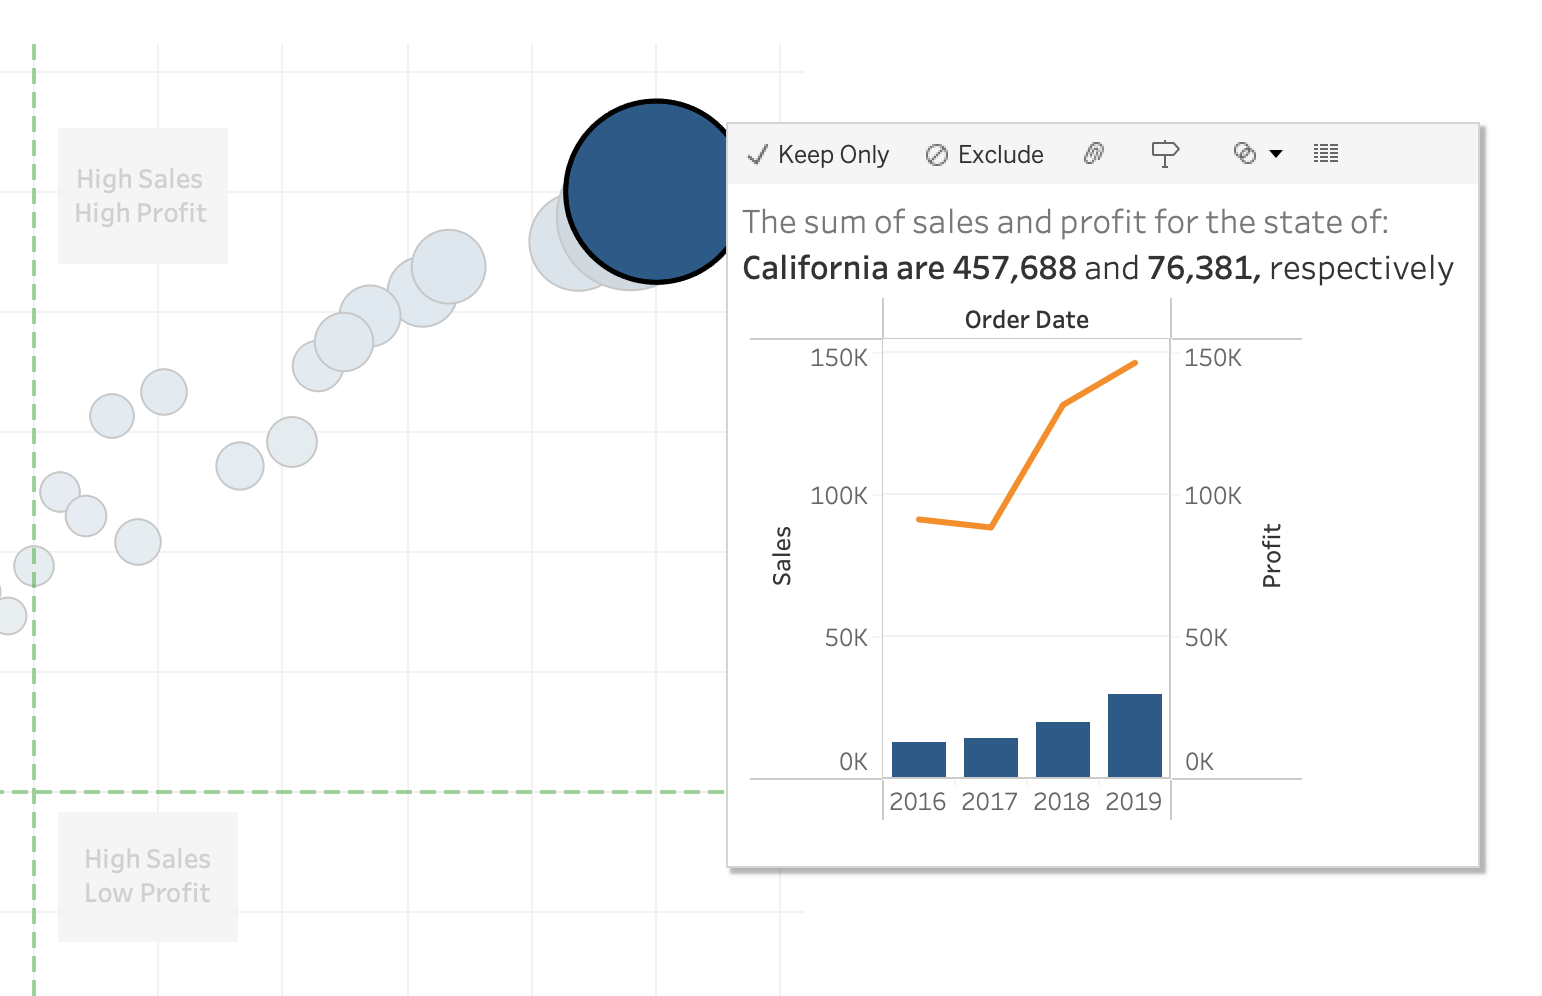 High Sales
High Profit
Keep Only Exclude
The sum of sales and profit for the state of:
California are 457,688 and 76,381, respectively
Order Date
150K
100K
50K
0K
Sales
150K
100K
50K
0K
Profit
2016 2017 2018 2019
High Sales
Low Profit